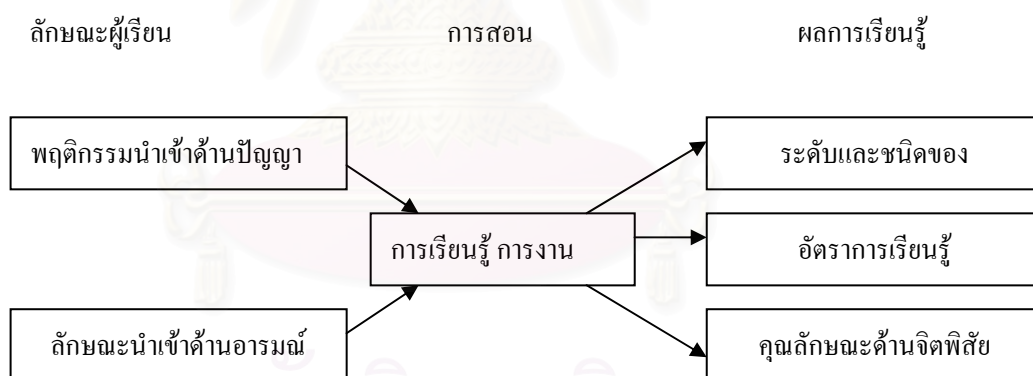 ลักษณะผู้เรียน การสอน ผลการเรียนรู้
พฤติกรรมนำเข้าด้านปัญญา ระดับและชนิดของ
การเรียนรู้ การงาน อัตราการเรียนรู้
ลักษณะนำเข้าด้านอารมณ์ คุณลักษณะด้านจิตพิสัย